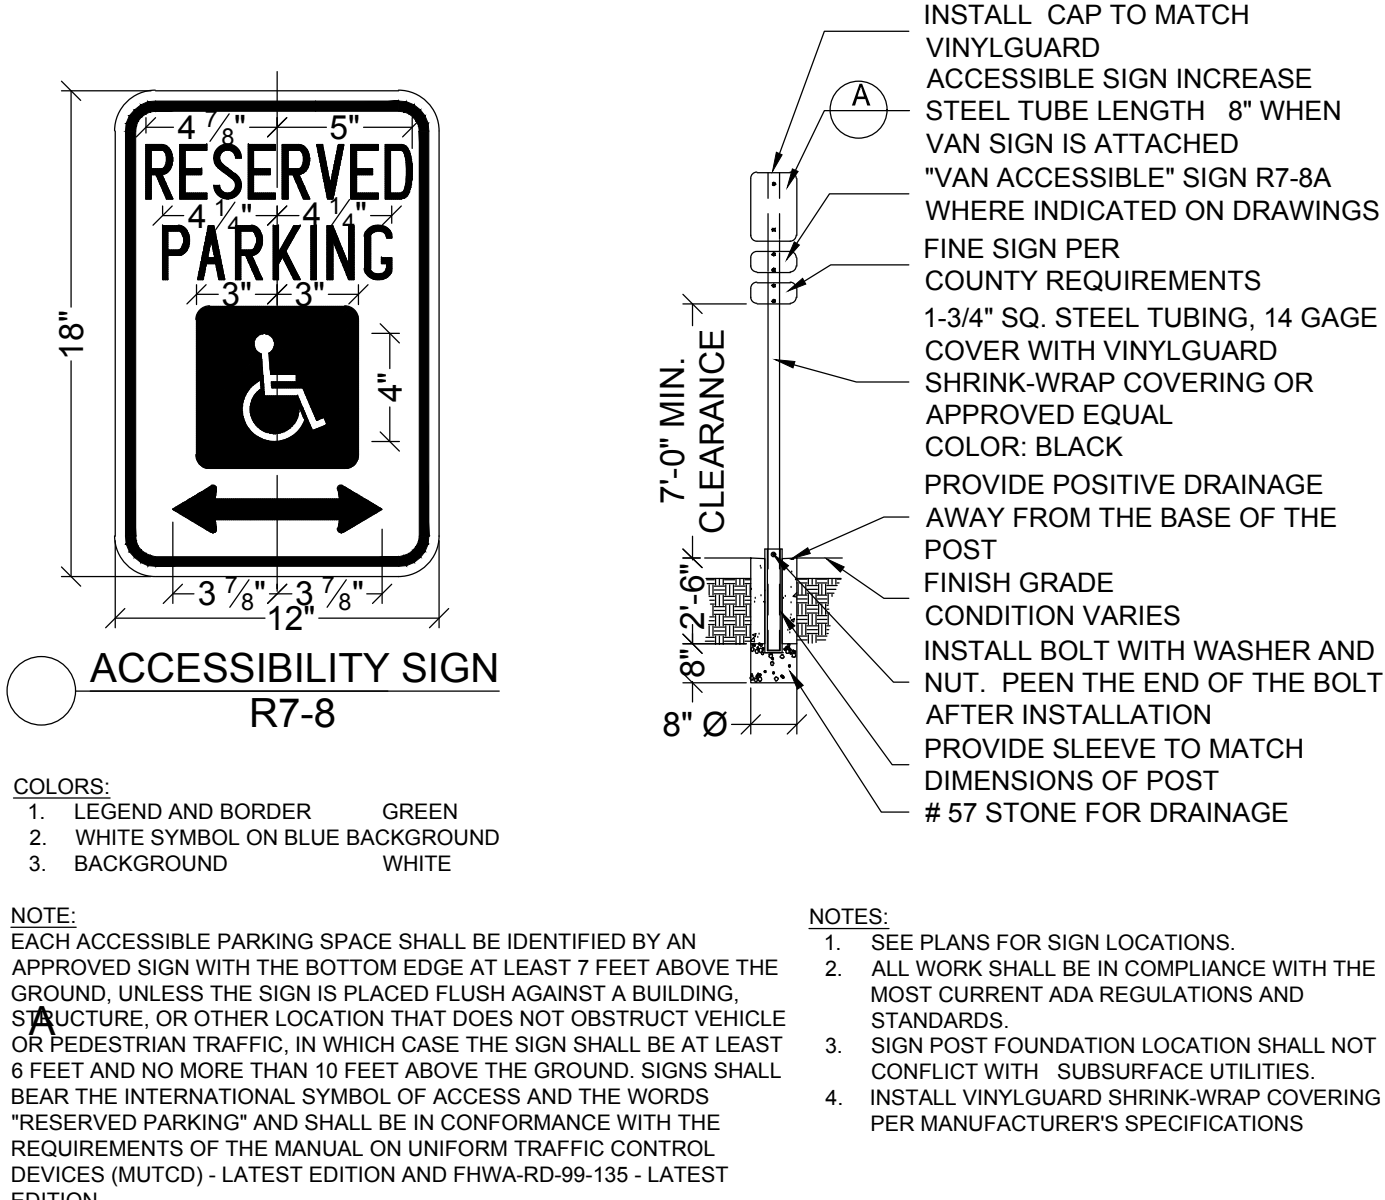 18"
4 7/8" 5"
RESERVED
4 1/4" 4 1/4"
PARKING
3" 3"
4"
3 7/8" 3 7/8"
12"
ACCESSIBILITY SIGN
R7-8
COLORS:
1. LEGEND AND BORDER GREEN
2. WHITE SYMBOL ON BLUE BACKGROUND
3. BACKGROUND WHITE
A
INSTALL CAP TO MATCH
VINYLGUARD
ACCESSIBLE SIGN INCREASE
STEEL TUBE LENGTH 8" WHEN
VAN SIGN IS ATTACHED
"VAN ACCESSIBLE" SIGN R7-8A
WHERE INDICATED ON DRAWINGS
FINE SIGN PER
COUNTY REQUIREMENTS
1-3/4" SQ. STEEL TUBING, 14 GAGE
COVER WITH VINYLGUARD
SHRINK-WRAP COVERING OR
APPROVED EQUAL
COLOR: BLACK
PROVIDE POSITIVE DRAINAGE
AWAY FROM THE BASE OF THE
POST
FINISH GRADE
CONDITION VARIES
INSTALL BOLT WITH WASHER AND
NUT. PEEN THE END OF THE BOLT
AFTER INSTALLATION
PROVIDE SLEEVE TO MATCH
DIMENSIONS OF POST
# 57 STONE FOR DRAINAGE
7'-0" MIN.
CLEARANCE
2'-6"
8"
8" Ø
NOTE:
EACH ACCESSIBLE PARKING SPACE SHALL BE IDENTIFIED BY AN
APPROVED SIGN WITH THE BOTTOM EDGE AT LEAST 7 FEET ABOVE THE
GROUND, UNLESS THE SIGN IS PLACED FLUSH AGAINST A BUILDING,
STRUCTURE, OR OTHER LOCATION THAT DOES NOT OBSTRUCT VEHICLE
A
OR PEDESTRIAN TRAFFIC, IN WHICH CASE THE SIGN SHALL BE AT LEAST
6 FEET AND NO MORE THAN 10 FEET ABOVE THE GROUND. SIGNS SHALL
BEAR THE INTERNATIONAL SYMBOL OF ACCESS AND THE WORDS
"RESERVED PARKING" AND SHALL BE IN CONFORMANCE WITH THE
REQUIREMENTS OF THE MANUAL ON UNIFORM TRAFFIC CONTROL
DEVICES (MUTCD) - LATEST EDITION AND FHWA-RD-99-135 - LATEST
EDITION
NOTES:
1. SEE PLANS FOR SIGN LOCATIONS.
2. ALL WORK SHALL BE IN COMPLIANCE WITH THE
MOST CURRENT ADA REGULATIONS AND
STANDARDS.
3. SIGN POST FOUNDATION LOCATION SHALL NOT
CONFLICT WITH SUBSURFACE UTILITIES.
4. INSTALL VINYLGUARD SHRINK-WRAP COVERING
PER MANUFACTURER'S SPECIFICATIONS